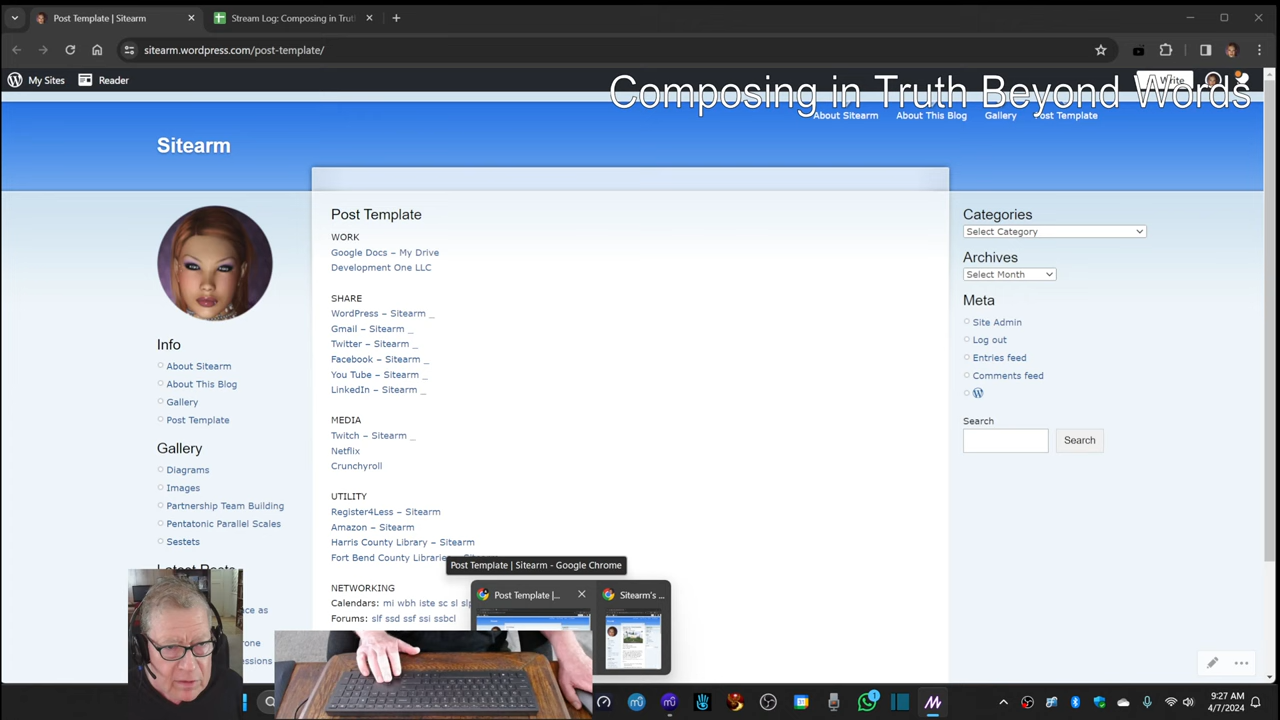 Post Template | Sitearm
Stream Log: Composing in Trut
sitearm.wordpress.com/post-template/
My Sites
Reader
Write
Composing in Truth Beyond Words
About Sitearm
About This Blog
Gallery
Post Template
Sitearm
Info
About Sitearm
About This Blog
Gallery
Post Template
Gallery
Diagrams
Images
Partnership Team Building
Pentatonic Parallel Scales
Sestets
Post Template
WORK
Google Docs – My Drive
Development One LLC
SHARE
WordPress – Sitearm _
Gmail – Sitearm _
Twitter – Sitearm _
Facebook – Sitearm _
You Tube – Sitearm _
LinkedIn – Sitearm _
MEDIA
Twitch – Sitearm _
Netflix
Crunchyroll
UTILITY
Register4Less – Sitearm
Amazon – Sitearm
Harris County Library – Sitearm
Fort Bend County Libraries
NETWORKING
Calendars: mi wbh iste sc sl slp
Forums: slf ssd ssf ssi ssbcl
Categories
Select Category
Archives
Select Month
Meta
Site Admin
Log out
Entries feed
Comments feed
Search
Search
Post Template | Sitearm - Google Chrome
Post Template |...
Sitearm's ...
1
9:27 AM
4/7/2024